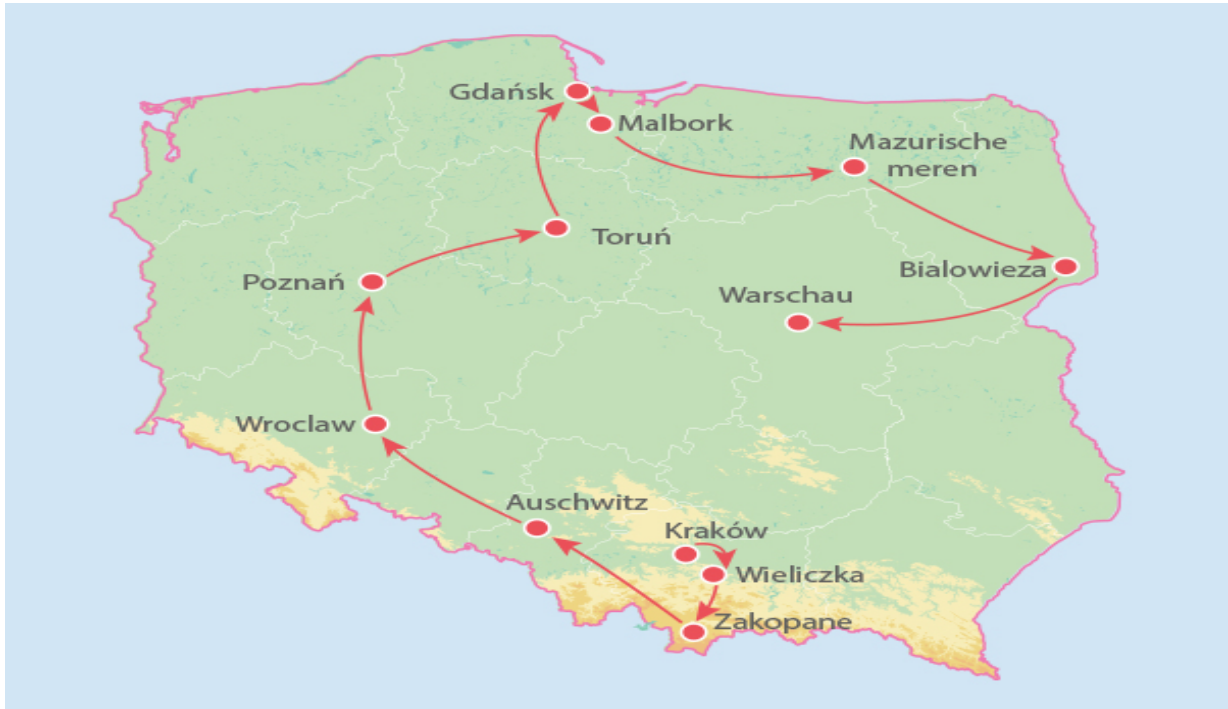 Gdańsk
Malbork
Mazurische
meren
Toruń
Bialowieza
Poznań
Warschau
Wroclaw
Auschwitz
Kraków
Wieliczka
Zakopane